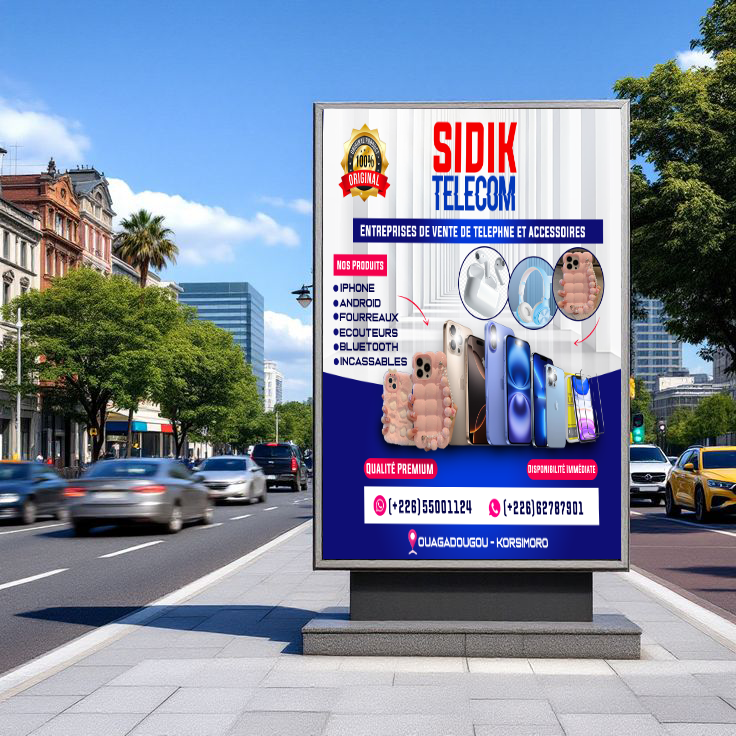 100%
ORIGINAL
SIDIK
TELECOM
ENTREPRISES DE VENTE DE TELEPHNE ET ACCESSOIRES
NOS PRODUITS
IPHONE
ANDROID
FOURREAUX
ECOUTEURS
BLUETOOTH
INCASSABLES
QUALITÉ PREMIUM
DISPONIBILITÉ IMMÉDIATE
(+226)55001124
(+226)62787901
OUAGADOUGOU - KORSIMORO